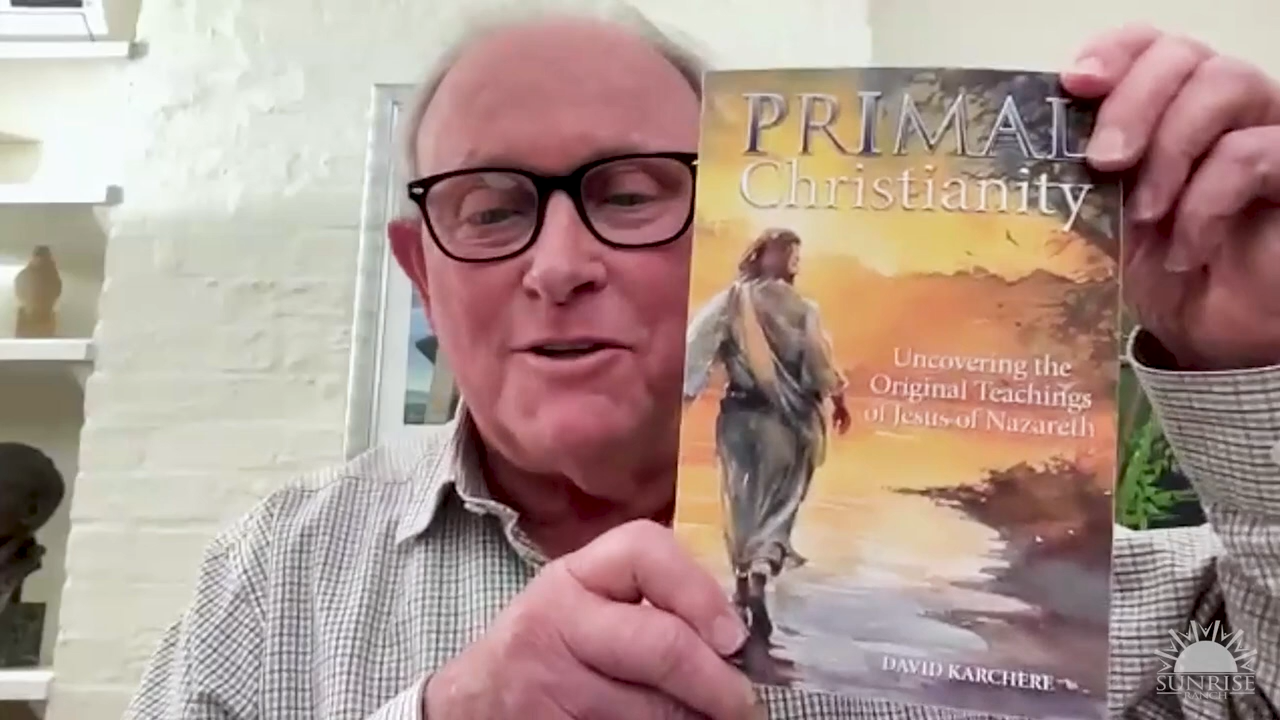 PRIMAL
Christianity
Uncovering the
Original Teachings
of Jesus of Nazareth
DAVID KARCHERE
SUNRISE
RANCH